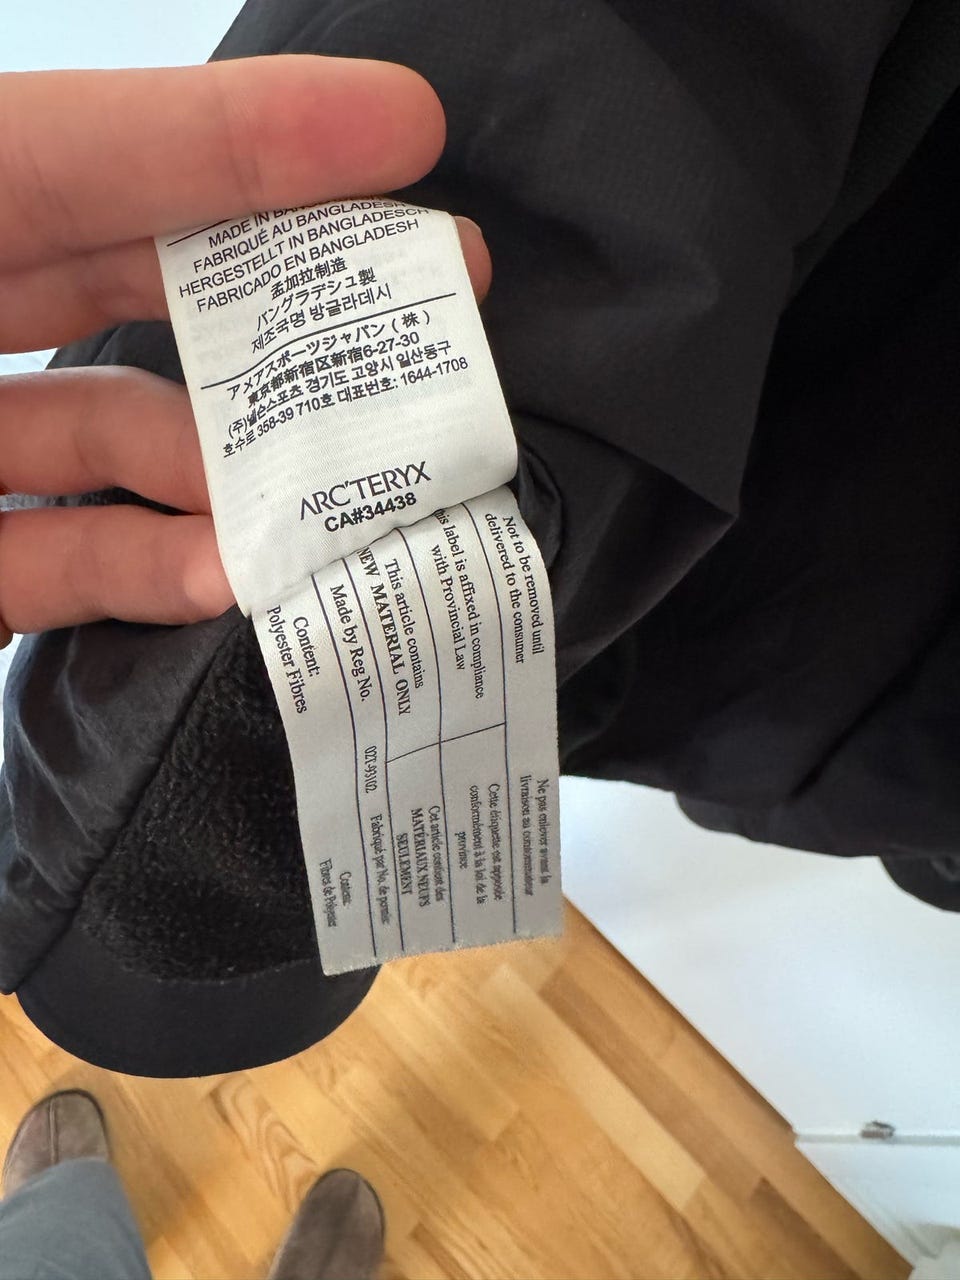 MADE IN BANGLADESH
FABRIQUÉ AU BANGLADESH
HERGESTELLT IN BANGLADESCH
FABRICADO EN BANGLADESH
孟加拉制造
バングラデシュ製
제조국명 방글라데시
アメアスポーツジャパン(株)
東京都新宿区新宿6-27-30
(주)넬슨스포츠 경기도 고양시 일산동구
호수로 358-39 710호 대표번호: 1644-1708
ARC'TERYX
CA#34438
Not to be removed until
delivered to the consumer
Ne pas enlever avant la
livraison au consommateur
his label is affixed in compliance
with Provincial Law
Cette étiquette est apposée
conformément à la loi de la
province
This article contains
NEW MATERIAL ONLY
Cet article contient des
MATÉRIAUX NEUFS
SEULEMENT
Made by Reg No.
02T-93102
Fabriqué par No. de permis:
Content:
Polyester Fibres
Contenu:
Fibres de Polyester